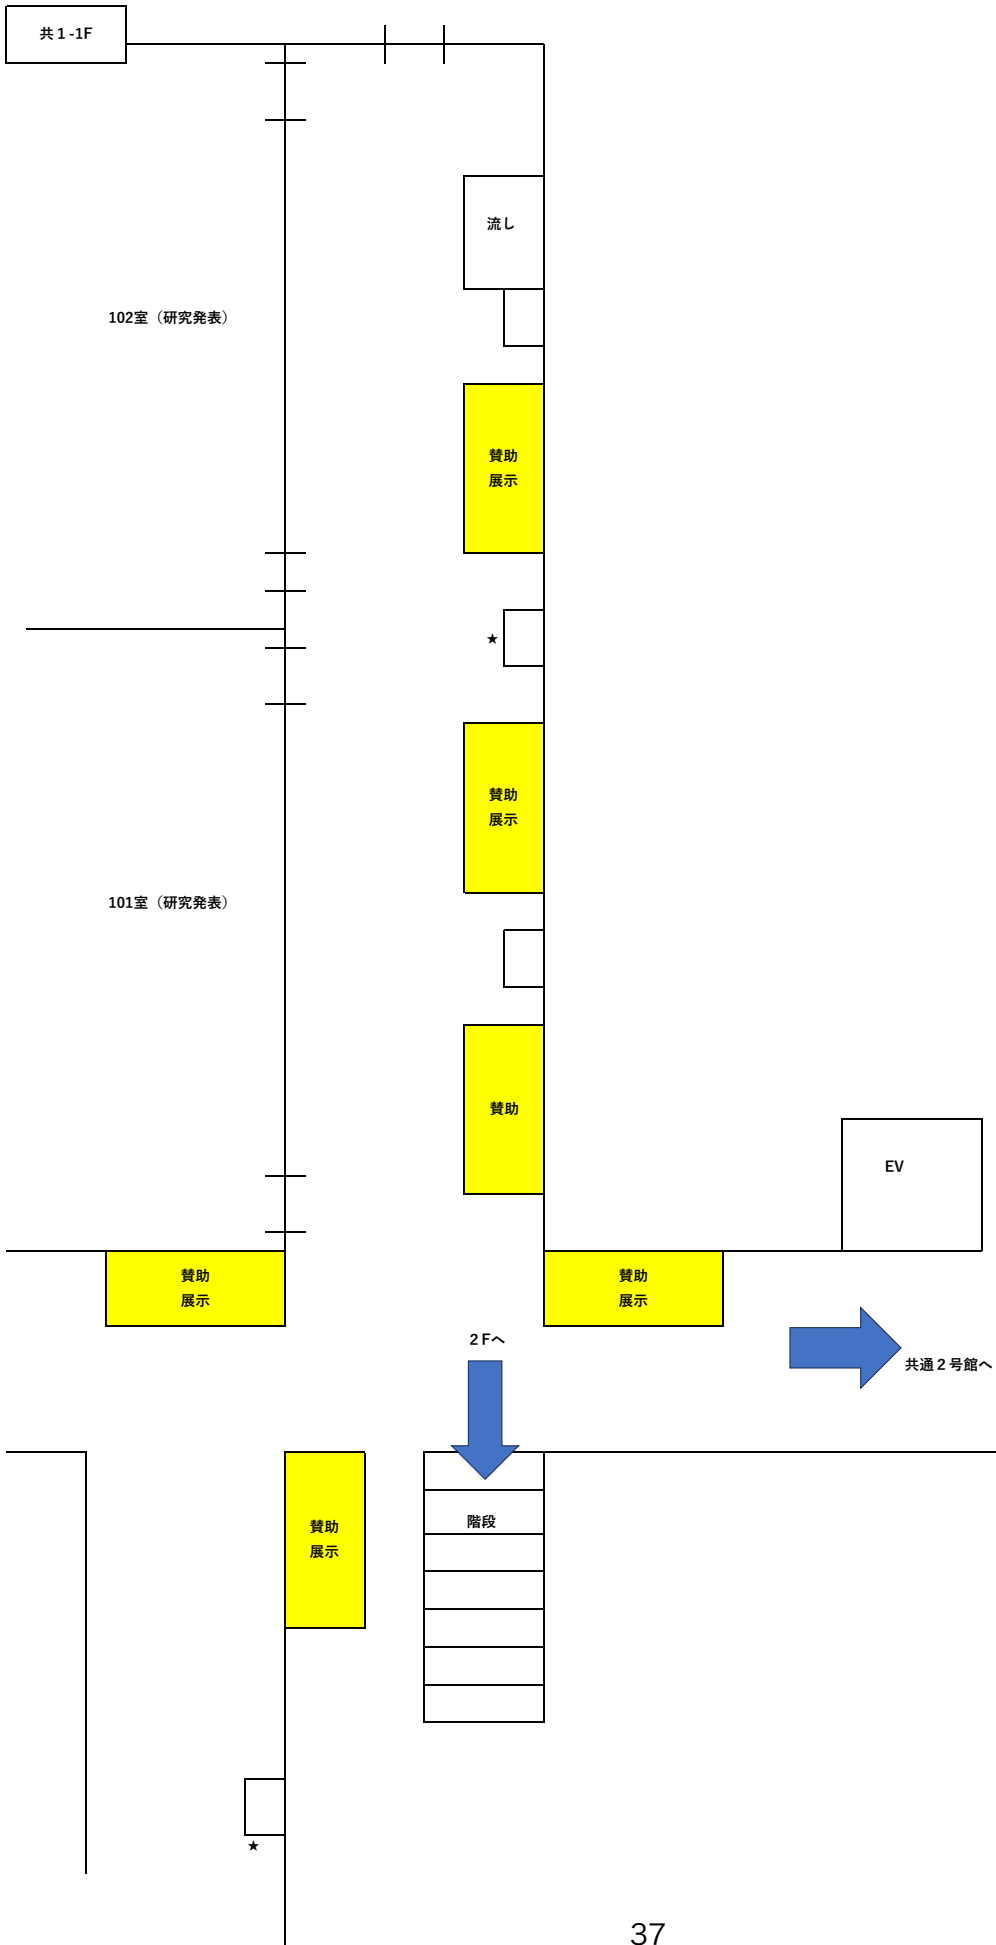 共１-1F
流し
102室（研究発表）
賛助
展示
★
賛助
展示
101室（研究発表）
賛助
EV
賛助
展示
賛助
展示
２Fへ
共通２号館へ
階段
賛助
展示
★
37